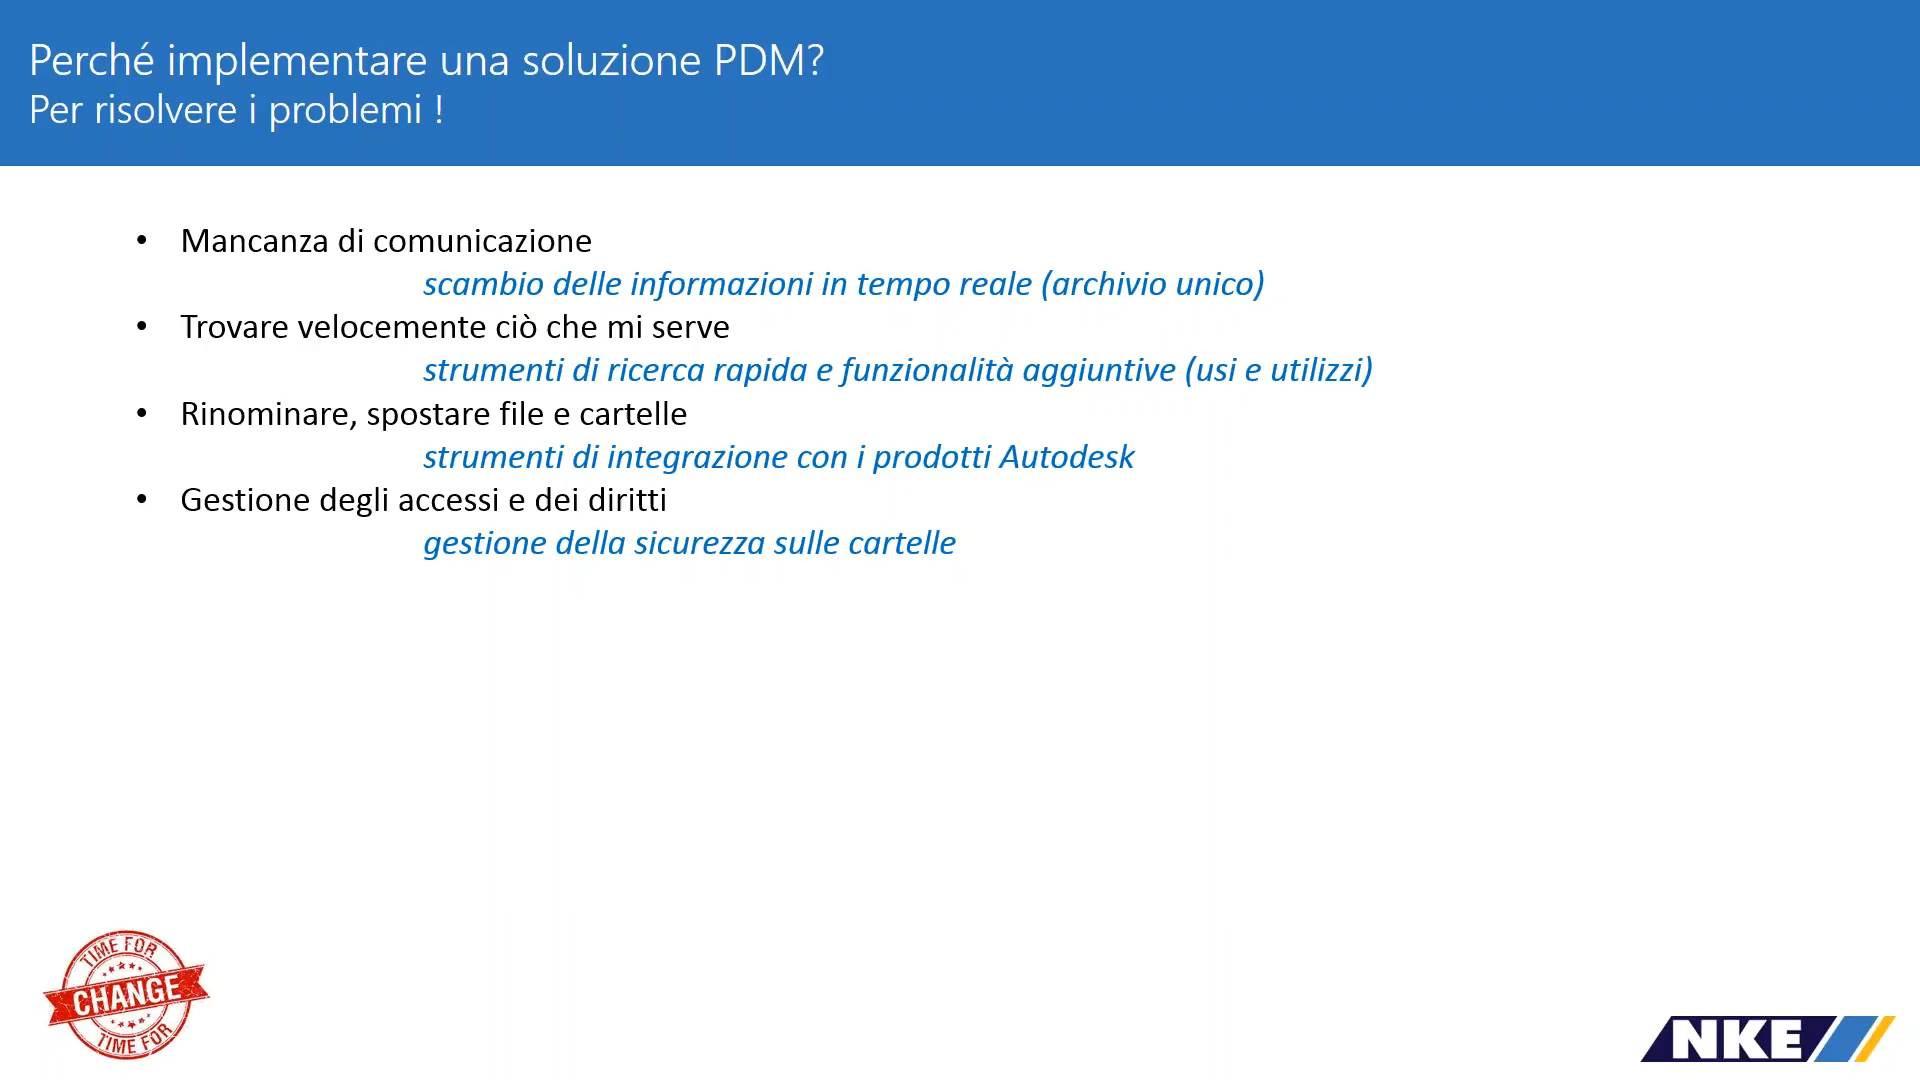 Perché implementare una soluzione PDM?
Per risolvere i problemi !
• Mancanza di comunicazione
scambio delle informazioni in tempo reale (archivio unico)
• Trovare velocemente ciò che mi serve
strumenti di ricerca rapida e funzionalità aggiuntive (usi e utilizzi)
• Rinominare, spostare file e cartelle
strumenti di integrazione con i prodotti Autodesk
• Gestione degli accessi e dei diritti
gestione della sicurezza sulle cartelle
TIME FOR
CHANGE
TIME FOR
NKE